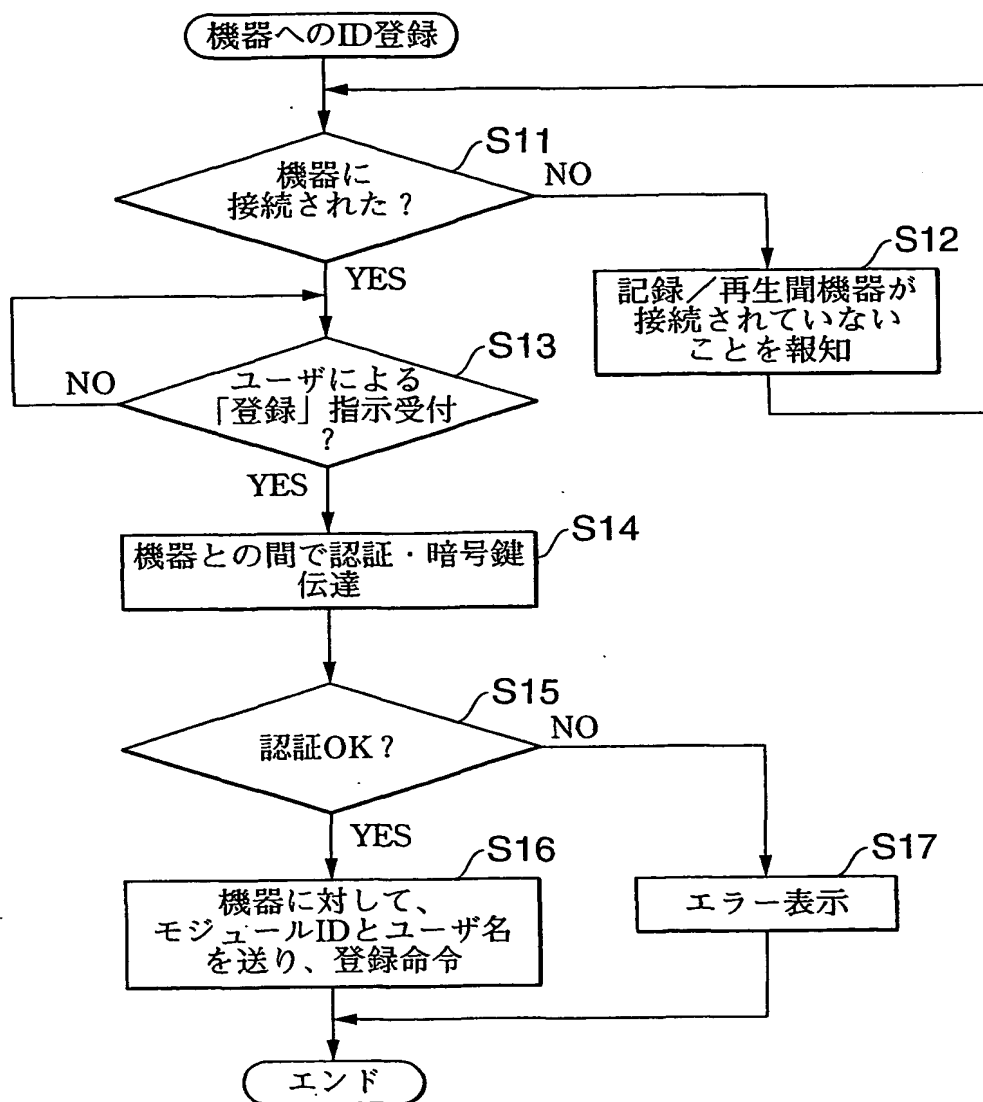 機器へのID登録
S11
機器に
接続された？
NO
YES
S12
記録／再生聞機器が
接続されていない
ことを報知
S13
ユーザによる
「登録」指示受付
？
NO
YES
S14
機器との間で認証・暗号鍵
伝達
S15
認証OK？
NO
YES
S16
機器に対して、
モジュールIDとユーザ名
を送り、登録命令
S17
エラー表示
エンド